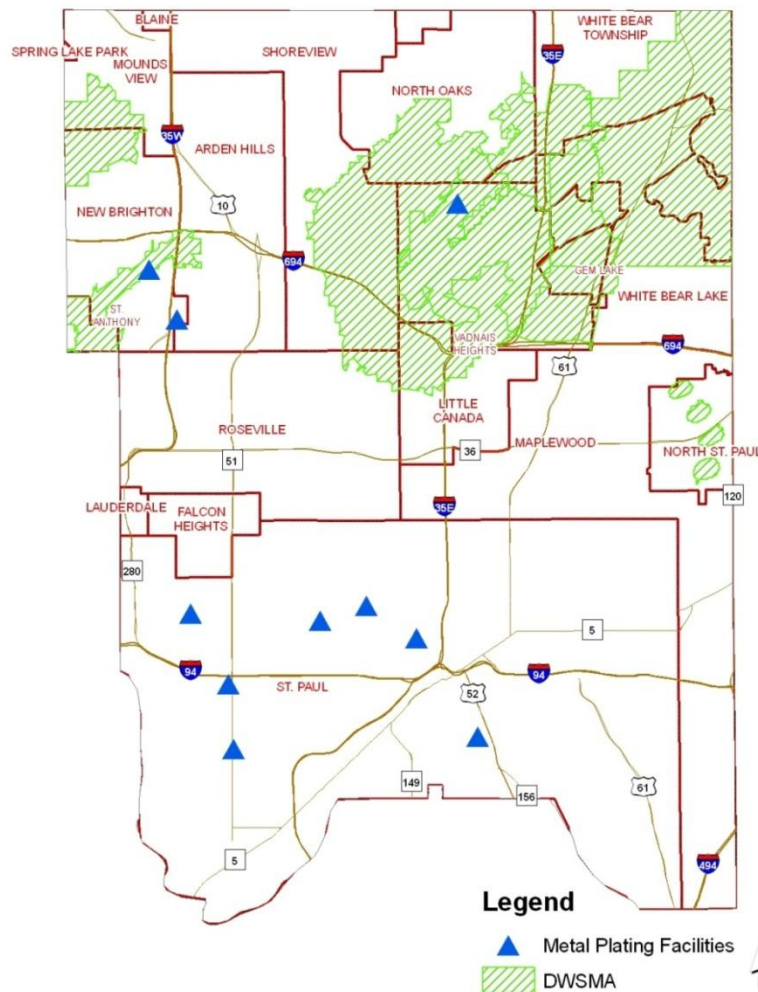 BLAINE
WHITE BEAR
TOWNSHIP
SPRING LAKE PARK
MOUNDS
VIEW
SHOREVIEW
35E
NORTH OAKS
35W
ARDEN HILLS
10
NEW BRIGHTON
694
GEM LAKE
ST.
ANTHONY
WHITE BEAR LAKE
VADNAIS
HEIGHTS
694
61
LITTLE
CANADA
ROSEVILLE
MAPLEWOOD
36
51
NORTH ST. PAUL
120
LAUDERDALE
FALCON
HEIGHTS
35E
280
5
94
94
ST. PAUL
52
149
61
156
5
494
Legend
Metal Plating Facilities
DWSMA